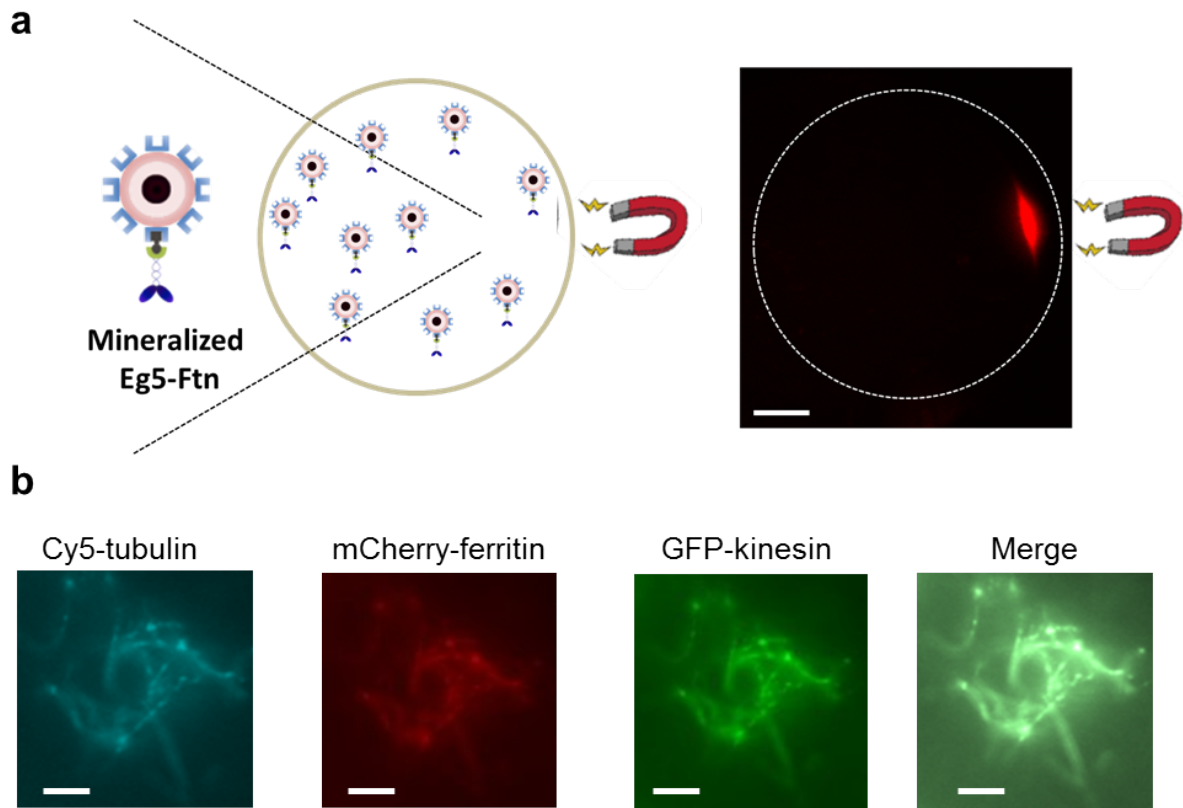 a
Mineralized
Eg5-Ftn
b
Cy5-tubulin
mCherry-ferritin
GFP-kinesin
Merge